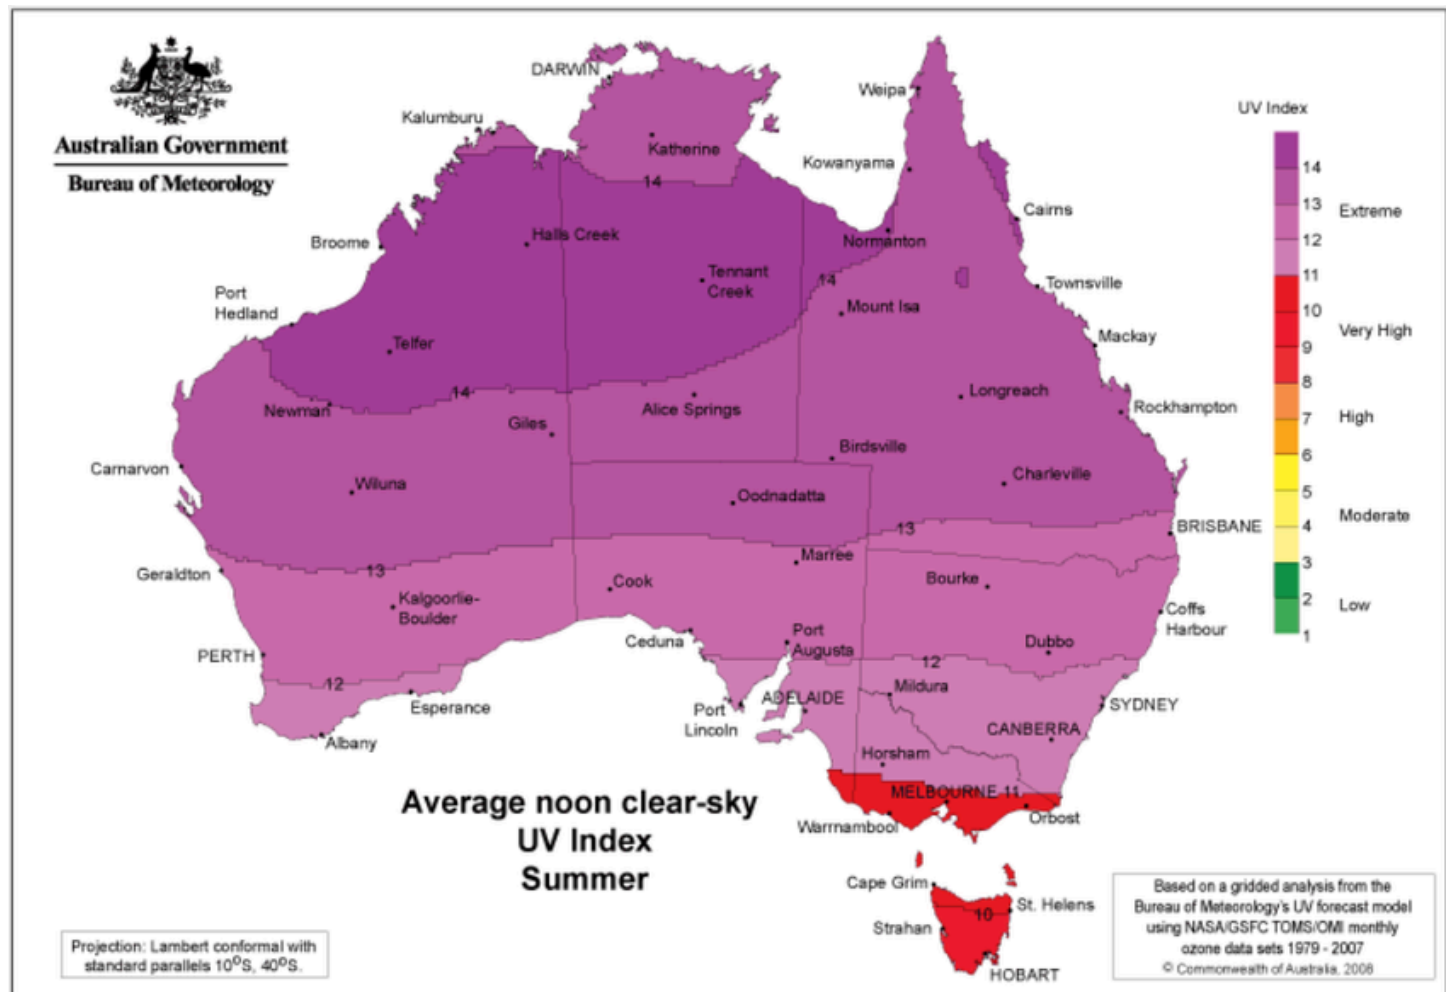 Australian Government
Bureau of Meteorology
DARWIN
Weipa
UV Index
Kalumburu
Katherine
Kowanyama
14
14
13
Extreme
12
11
10
Very High
9
8
High
7
6
5
Moderate
4
3
2
Low
1
Cairns
Broome
Halls Creek
Normanton
Tennant
Creek
14
Townsville
Port
Hedland
Mount Isa
Telfer
Mackay
14
Newman
Alice Springs
Longreach
Rockhampton
Giles
Birdsville
Carnarvon
Wiluna
Charleville
Oodnadatta
13
BRISBANE
Marree
Geraldton
13
Cook
Bourke
Kalgoorlie-
Boulder
Coffs
Harbour
Ceduna
Port
Augusta
Dubbo
PERTH
12
12
Mildura
Esperance
ADELAIDE
Port
Lincoln
SYDNEY
CANBERRA
Albany
Horsham
MELBOURNE 11
Orbost
Warrnambool
Average noon clear-sky
UV Index
Summer
Cape Grim
St. Helens
10
Strahan
HOBART
Projection: Lambert conformal with
standard parallels 10°S, 40°S.
Based on a gridded analysis from the
Bureau of Meteorology's UV forecast model
using NASA/GSFC TOMS/OMI monthly
ozone data sets 1979 - 2007
© Commonwealth of Australia, 2008